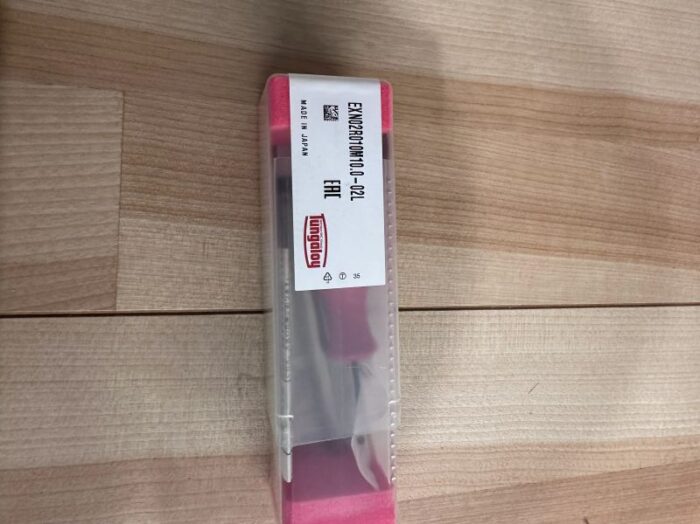 EXN02R010M10.0-02L
MADE IN JAPAN
EAC
Tungaloy
35